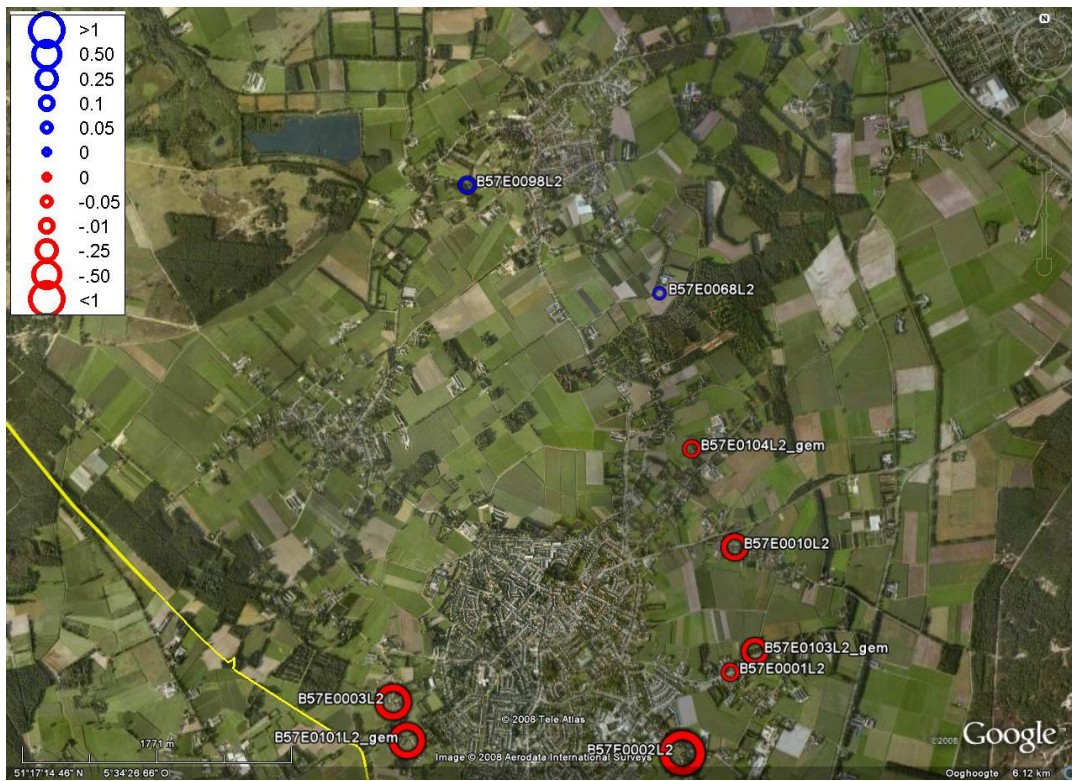 >1
0.50
0.25
0.1
0.05
0
0
-0.05
-.01
-.25
-.50
<1
N
B57E0098L2
B57E0068L2
B57E0104L2_gem
B57E0010L2
B57E0103L2_gem
B57E0001L2
B57E0003L2
B57E0101L2_gem
B57E0002L2
© 2008 Tele Atlas
Image © 2008 Aerodata International Surveys
©2008 Google
1771 m
51°17'14.46" N 5°34'26.66" O
Ooghoogte 6.12 km